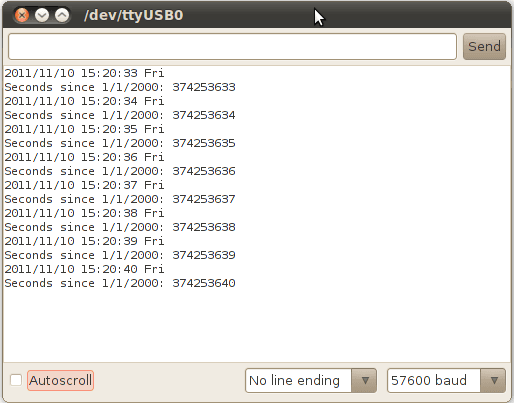 /dev/ttyUSB0
Send
2011/11/10 15:20:33 Fri
Seconds since 1/1/2000: 374253633
2011/11/10 15:20:34 Fri
Seconds since 1/1/2000: 374253634
2011/11/10 15:20:35 Fri
Seconds since 1/1/2000: 374253635
2011/11/10 15:20:36 Fri
Seconds since 1/1/2000: 374253636
2011/11/10 15:20:37 Fri
Seconds since 1/1/2000: 374253637
2011/11/10 15:20:38 Fri
Seconds since 1/1/2000: 374253638
2011/11/10 15:20:39 Fri
Seconds since 1/1/2000: 374253639
2011/11/10 15:20:40 Fri
Seconds since 1/1/2000: 374253640
Autoscroll
No line ending
57600 baud